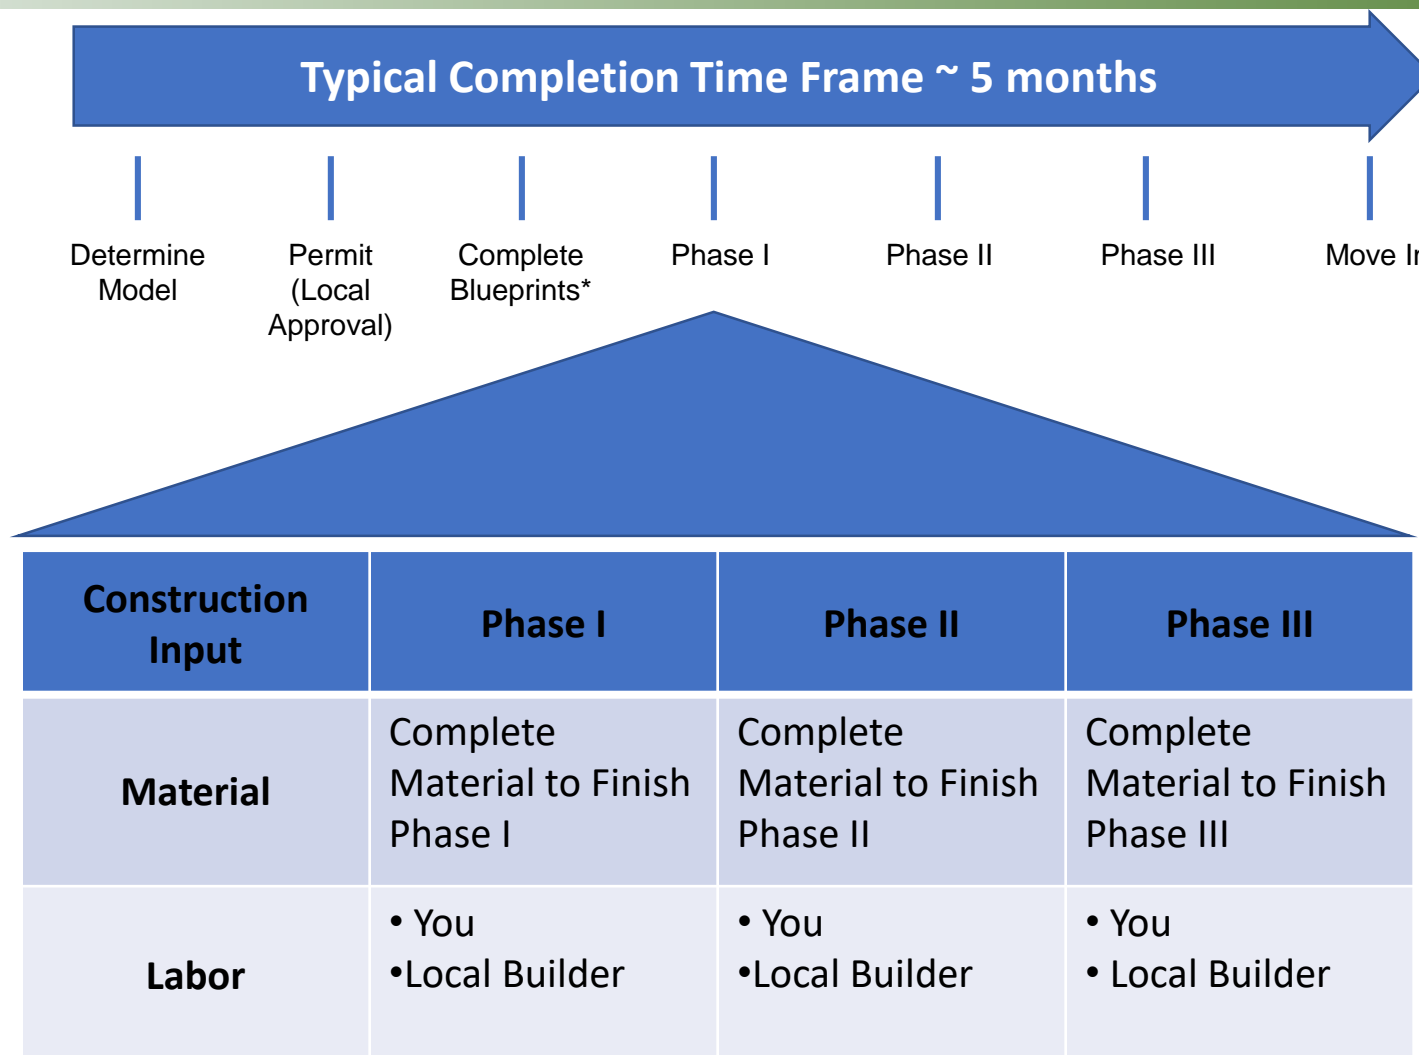 Typical Completion Time Frame ~ 5 months
Determine
Model
Permit
(Local
Approval)
Complete
Blueprints*
Phase I
Phase II
Phase III
Move In
Construction
Input
Phase I
Phase II
Phase III
Material
Complete
Material to Finish
Phase I
Complete
Material to Finish
Phase II
Complete
Material to Finish
Phase III
Labor
• You
•Local Builder
• You
•Local Builder
• You
• Local Builder